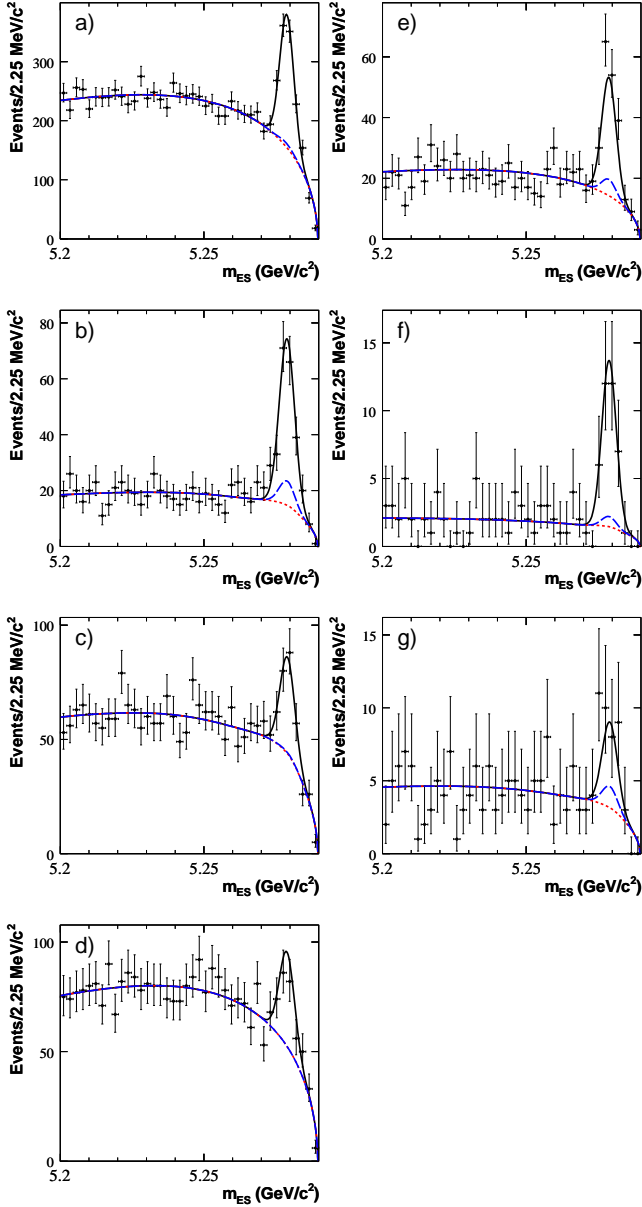 a)
Events/2.25 MeV/c²
300
200
100
0
5.2
5.25
m_ES (GeV/c²)
e)
Events/2.25 MeV/c²
60
40
20
0
5.2
5.25
m_ES (GeV/c²)
b)
Events/2.25 MeV/c²
80
60
40
20
0
5.2
5.25
m_ES (GeV/c²)
f)
Events/2.25 MeV/c²
15
10
5
0
5.2
5.25
m_ES (GeV/c²)
c)
Events/2.25 MeV/c²
100
50
0
5.2
5.25
m_ES (GeV/c²)
g)
Events/2.25 MeV/c²
15
10
5
0
5.2
5.25
m_ES (GeV/c²)
d)
Events/2.25 MeV/c²
100
50
0
5.2
5.25
m_ES (GeV/c²)